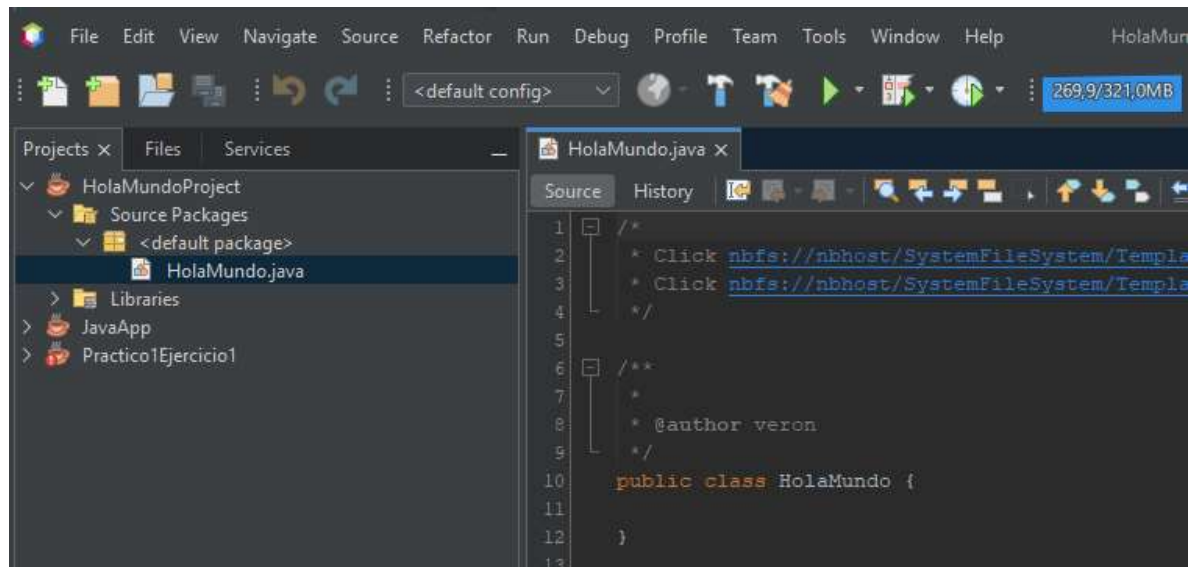 File Edit View Navigate Source Refactor Run Debug Profile Team Tools Window Help HolaMun
<default config> 269,9/321,0MB
Projects Files Services
HolaMundoProject
Source Packages
<default package>
HolaMundo.java
Libraries
JavaApp
Practico1Ejercicio1
HolaMundo.java
Source History
1 /*
2 * Click nbfs://nbhost/SystemFileSystem/Templa
3 * Click nbfs://nbhost/SystemFileSystem/Templa
4 */
5
6 /**
7 *
8 * @author veron
9 */
10 public class HolaMundo {
11
12 }
13